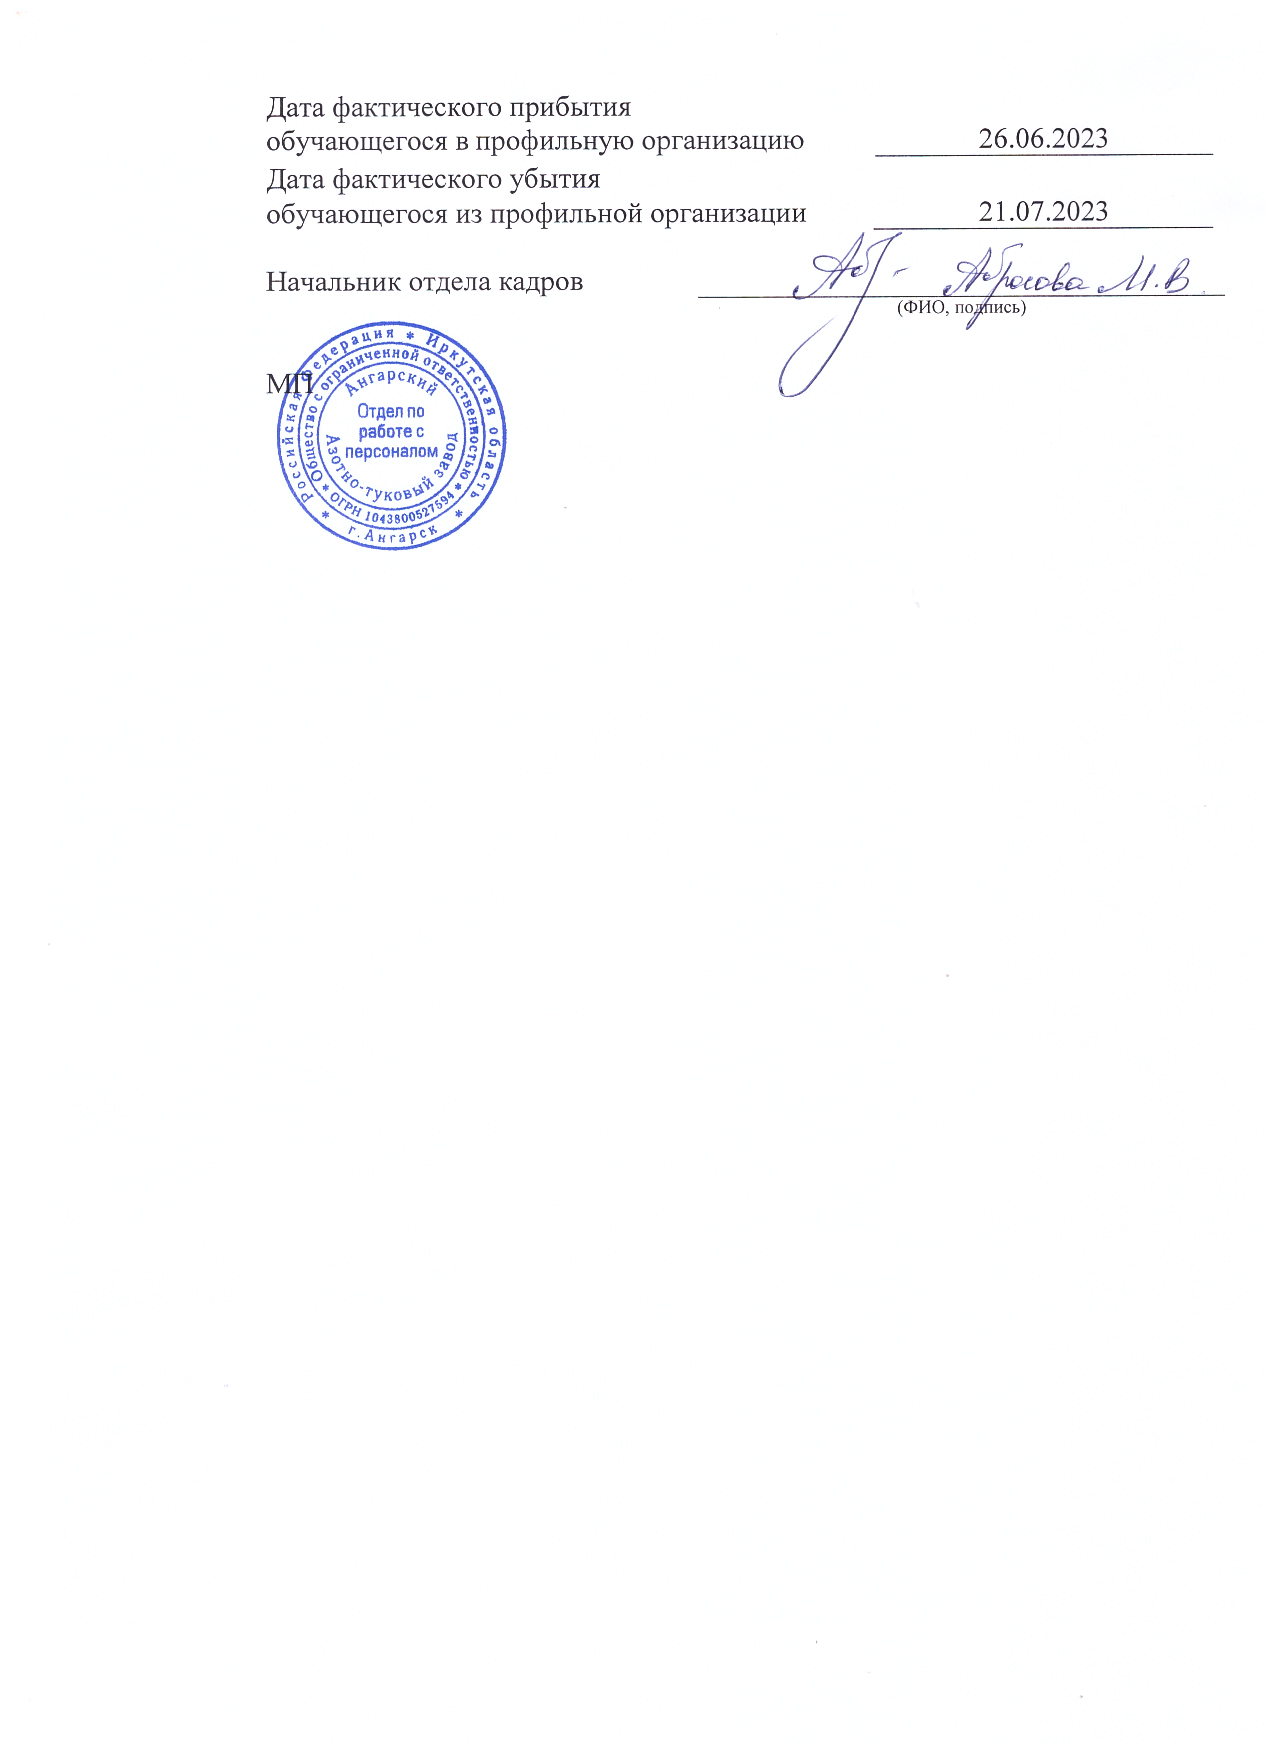 Дата фактического прибытия
обучающегося в профильную организацию 26.06.2023
Дата фактического убытия
обучающегося из профильной организации 21.07.2023
Начальник отдела кадров Аб Абросова М.В.
(ФИО, подпись)
МП
Российская Федерация * Иркутская область *
г.Ангарск *
Общество с ограниченной ответственностью *
ОГРН 1043800527594 *
Ангарский
Азотно-туковый завод
Отдел по
работе с
персоналом